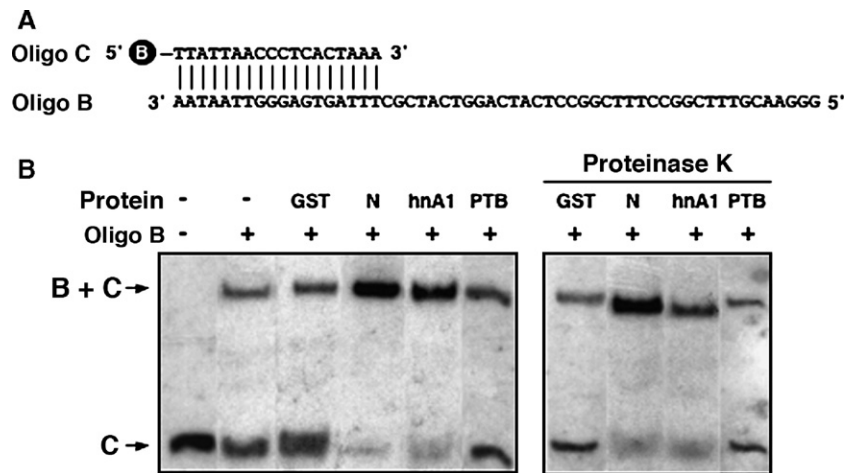 A
Oligo C 5' B –TTATTAACCCTCACTAAA 3'
Oligo B 3' AATAATTGGGAGTGATTTCGCTACTGGACTACTCCGGCTTTCCGGCTTTGCAAGGG 5'
B
Proteinase K
Protein - - GST N hnA1 PTB GST N hnA1 PTB
Oligo B - + + + + + + + + +
B + C
C